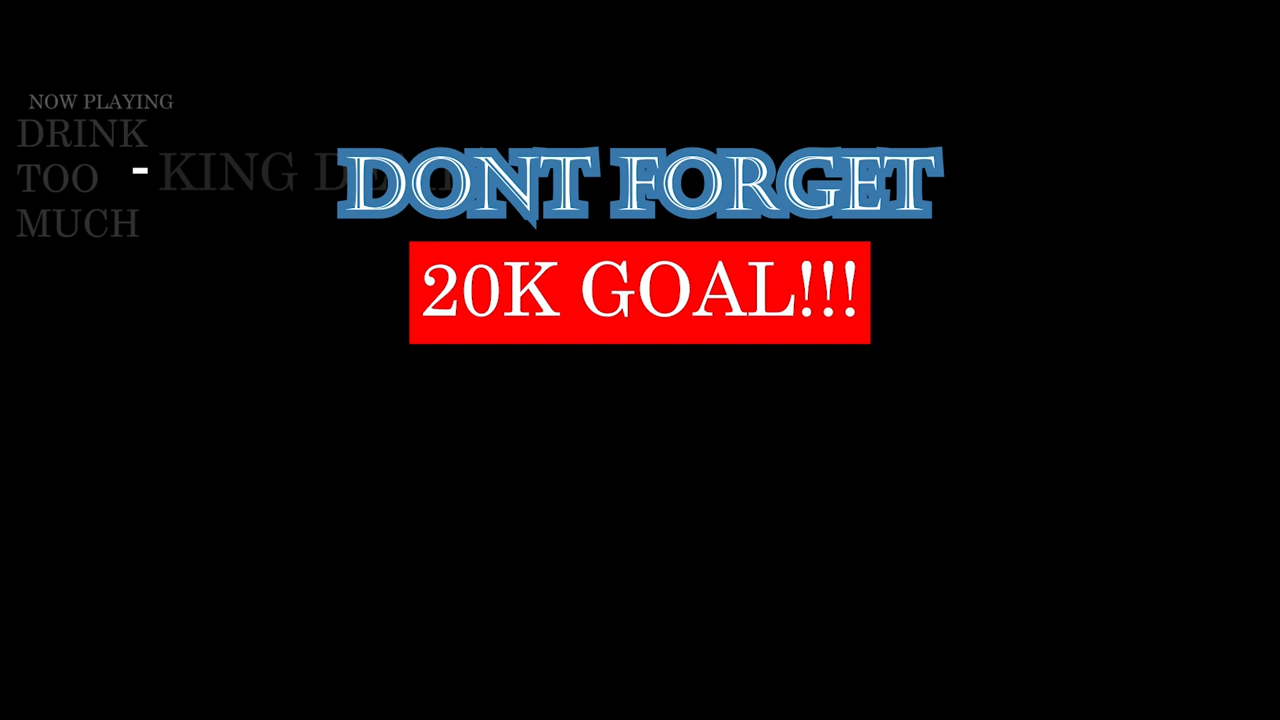 NOW PLAYING
DRINK
TOO
MUCH
- KING
DONT FORGET
20K GOAL!!!